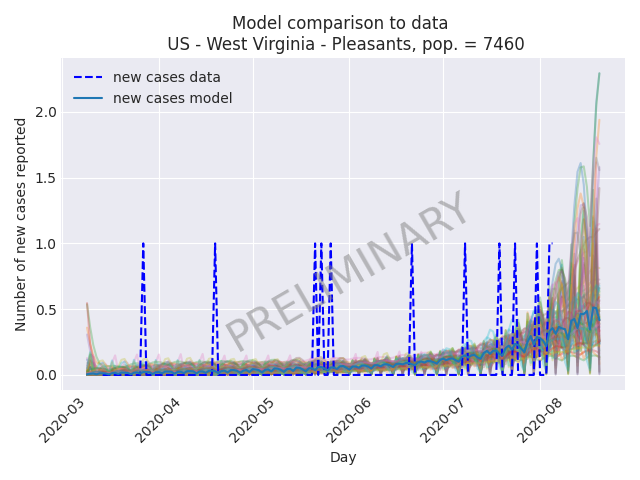 Model comparison to data
US - West Virginia - Pleasants, pop. = 7460
new cases data
new cases model
PRELIMINARY
Number of new cases reported
2.0
1.5
1.0
0.5
0.0
2020-03
2020-04
2020-05
2020-06
2020-07
2020-08
Day